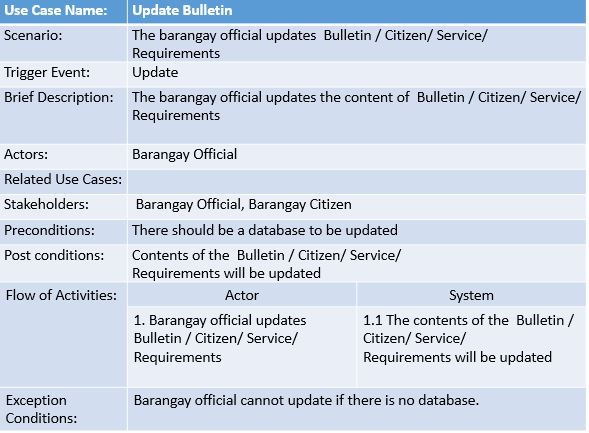 Use Case Name: Update Bulletin
Scenario: The barangay official updates Bulletin / Citizen/ Service/
Requirements
Trigger Event: Update
Brief Description: The barangay official updates the content of Bulletin / Citizen/ Service/
Requirements
Actors: Barangay Official
Related Use Cases:
Stakeholders: Barangay Official, Barangay Citizen
Preconditions: There should be a database to be updated
Post conditions: Contents of the Bulletin / Citizen/ Service/
Requirements will be updated
Flow of Activities: Actor System
1. Barangay official updates
Bulletin / Citizen/ Service/
Requirements
1.1 The contents of the Bulletin /
Citizen/ Service/
Requirements will be updated
Exception
Conditions:
Barangay official cannot update if there is no database.